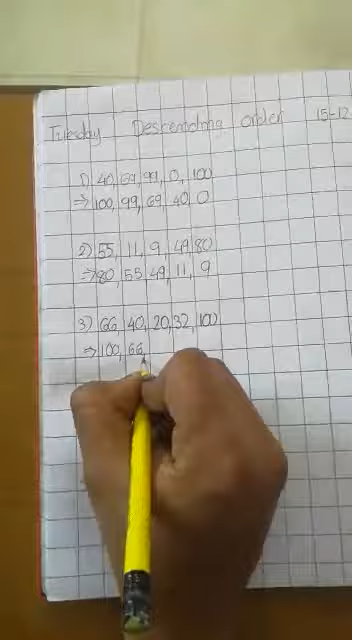 Tuesday Descending order 15-12
1) 40, 69, 99, 0, 100
⇒ 100, 99, 69, 40, 0
2) 55, 11, 9, 49, 80
⇒ 80, 55, 49, 11, 9
3) 66, 40, 20, 32, 100
⇒ 100, 66,